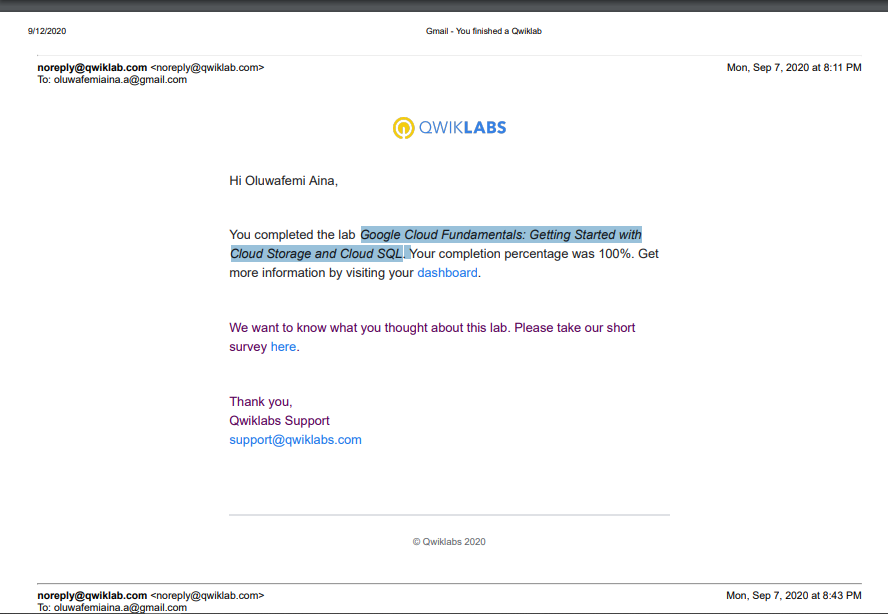 9/12/2020 Gmail - You finished a Qwiklab
noreply@qwiklab.com <noreply@qwiklab.com> Mon, Sep 7, 2020 at 8:11 PM
To: oluwafemiaina.a@gmail.com
QWIKLABS
Hi Oluwafemi Aina,
You completed the lab Google Cloud Fundamentals: Getting Started with
Cloud Storage and Cloud SQL. Your completion percentage was 100%. Get
more information by visiting your dashboard.
We want to know what you thought about this lab. Please take our short
survey here.
Thank you,
Qwiklabs Support
support@qwiklabs.com
© Qwiklabs 2020
noreply@qwiklab.com <noreply@qwiklab.com> Mon, Sep 7, 2020 at 8:43 PM
To: oluwafemiaina.a@gmail.com